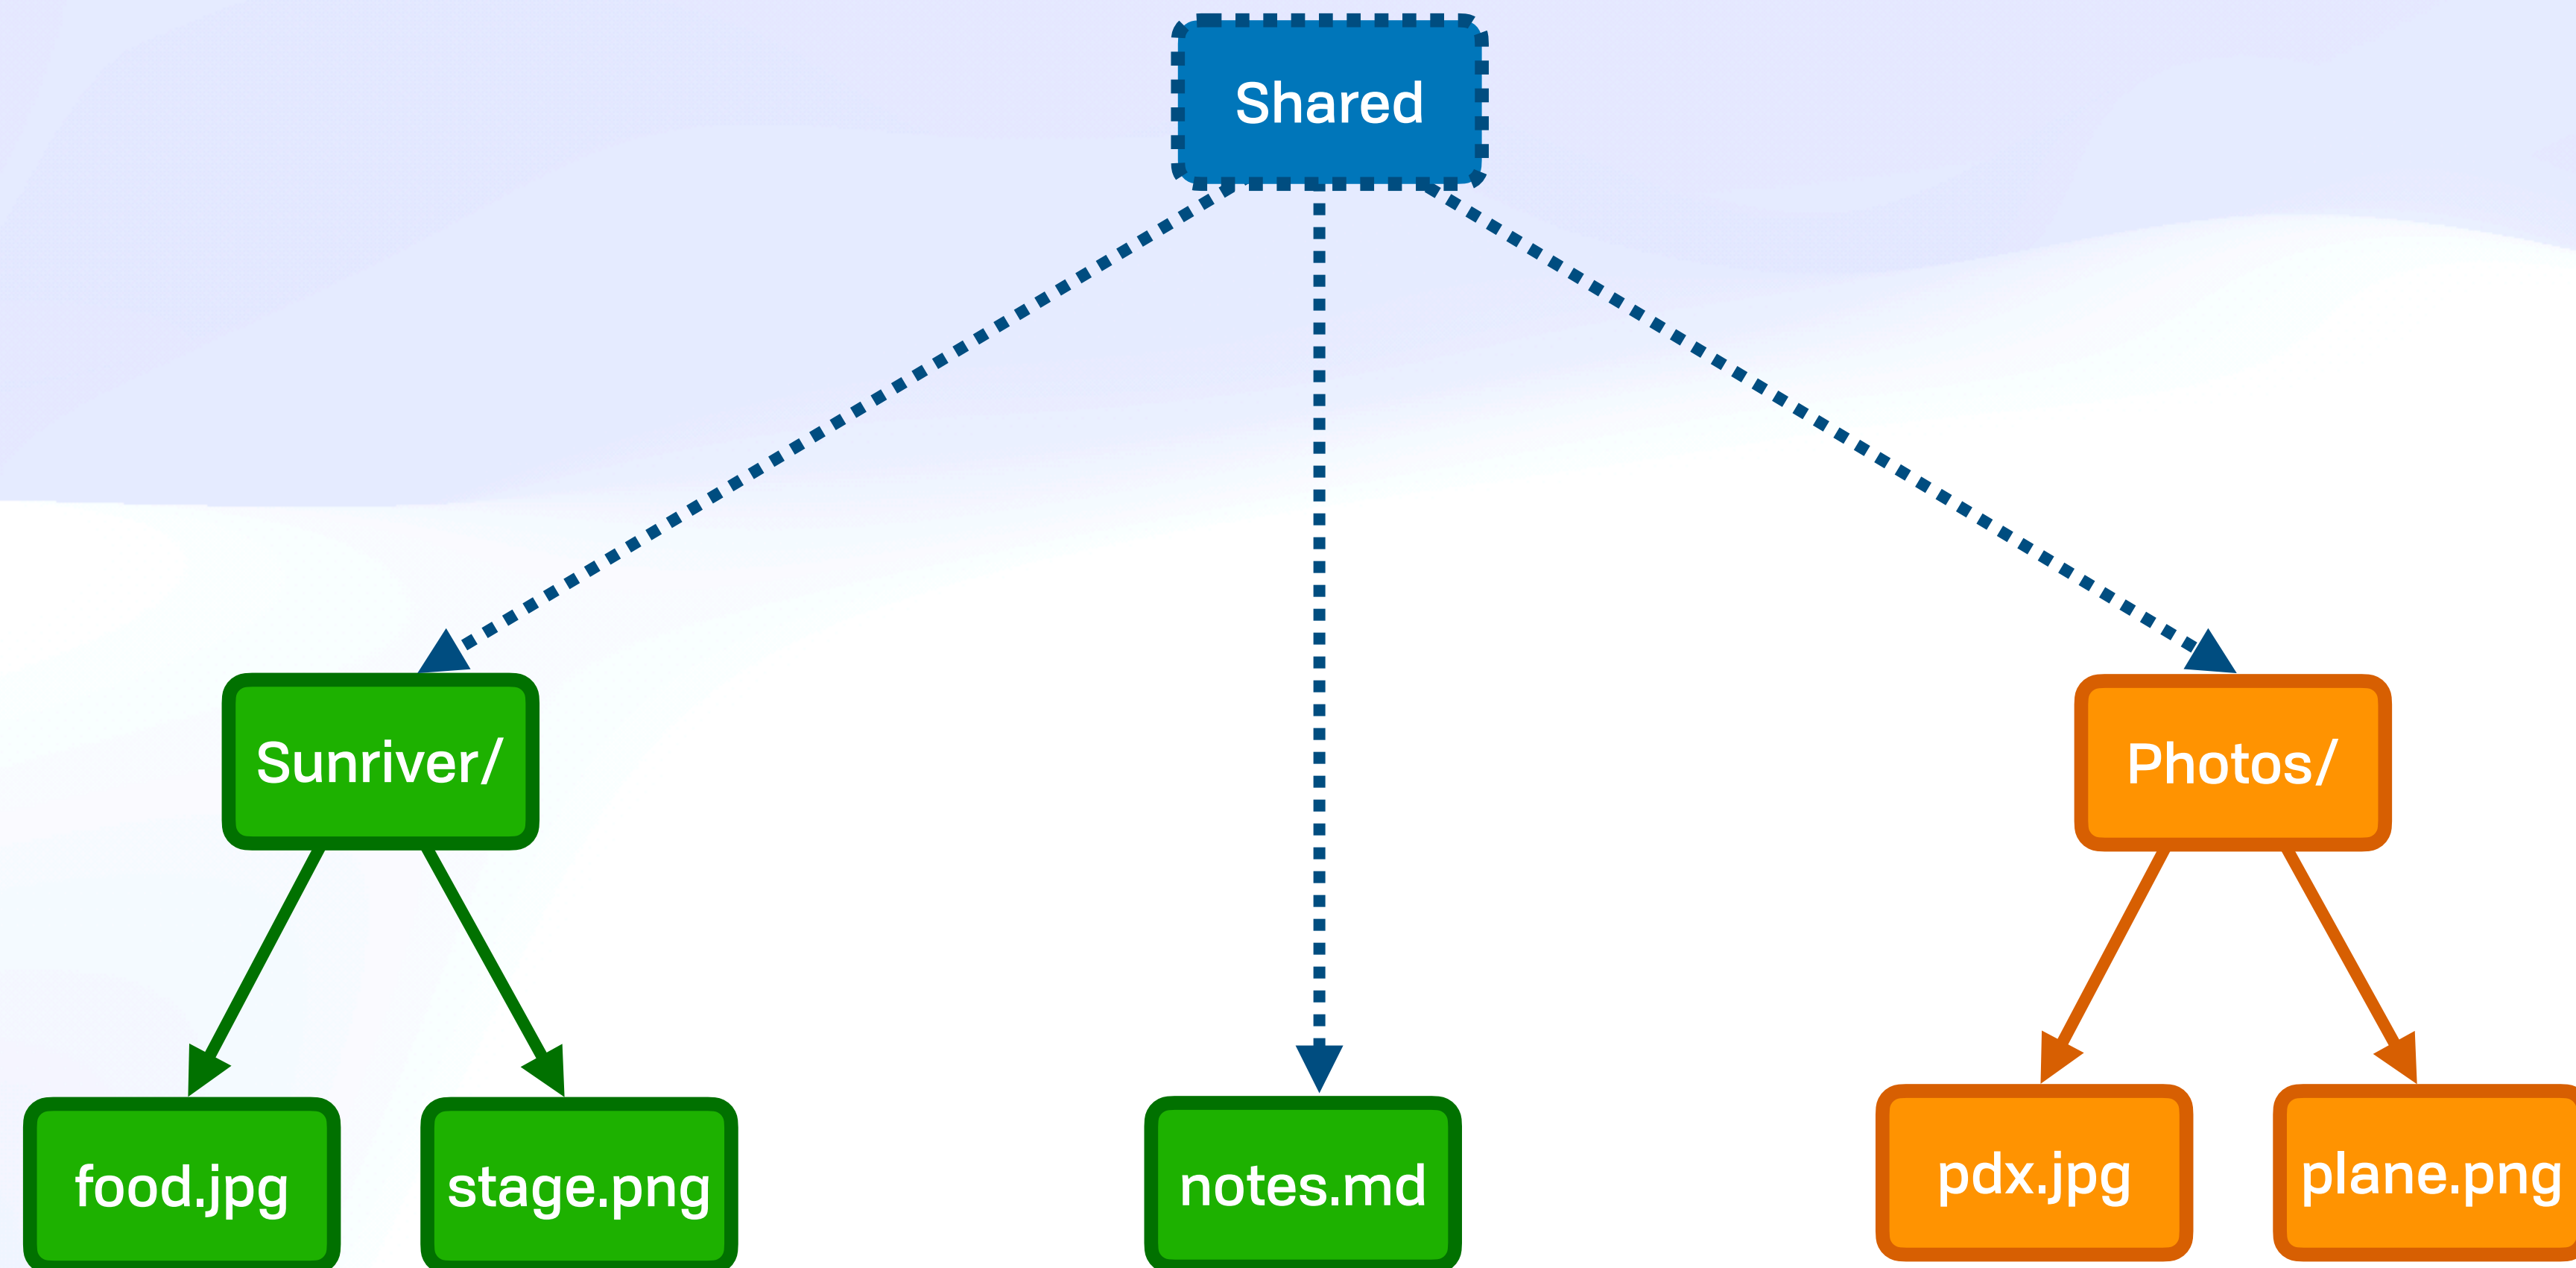 Shared
Sunriver/
Photos/
food.jpg
stage.png
notes.md
pdx.jpg
plane.png